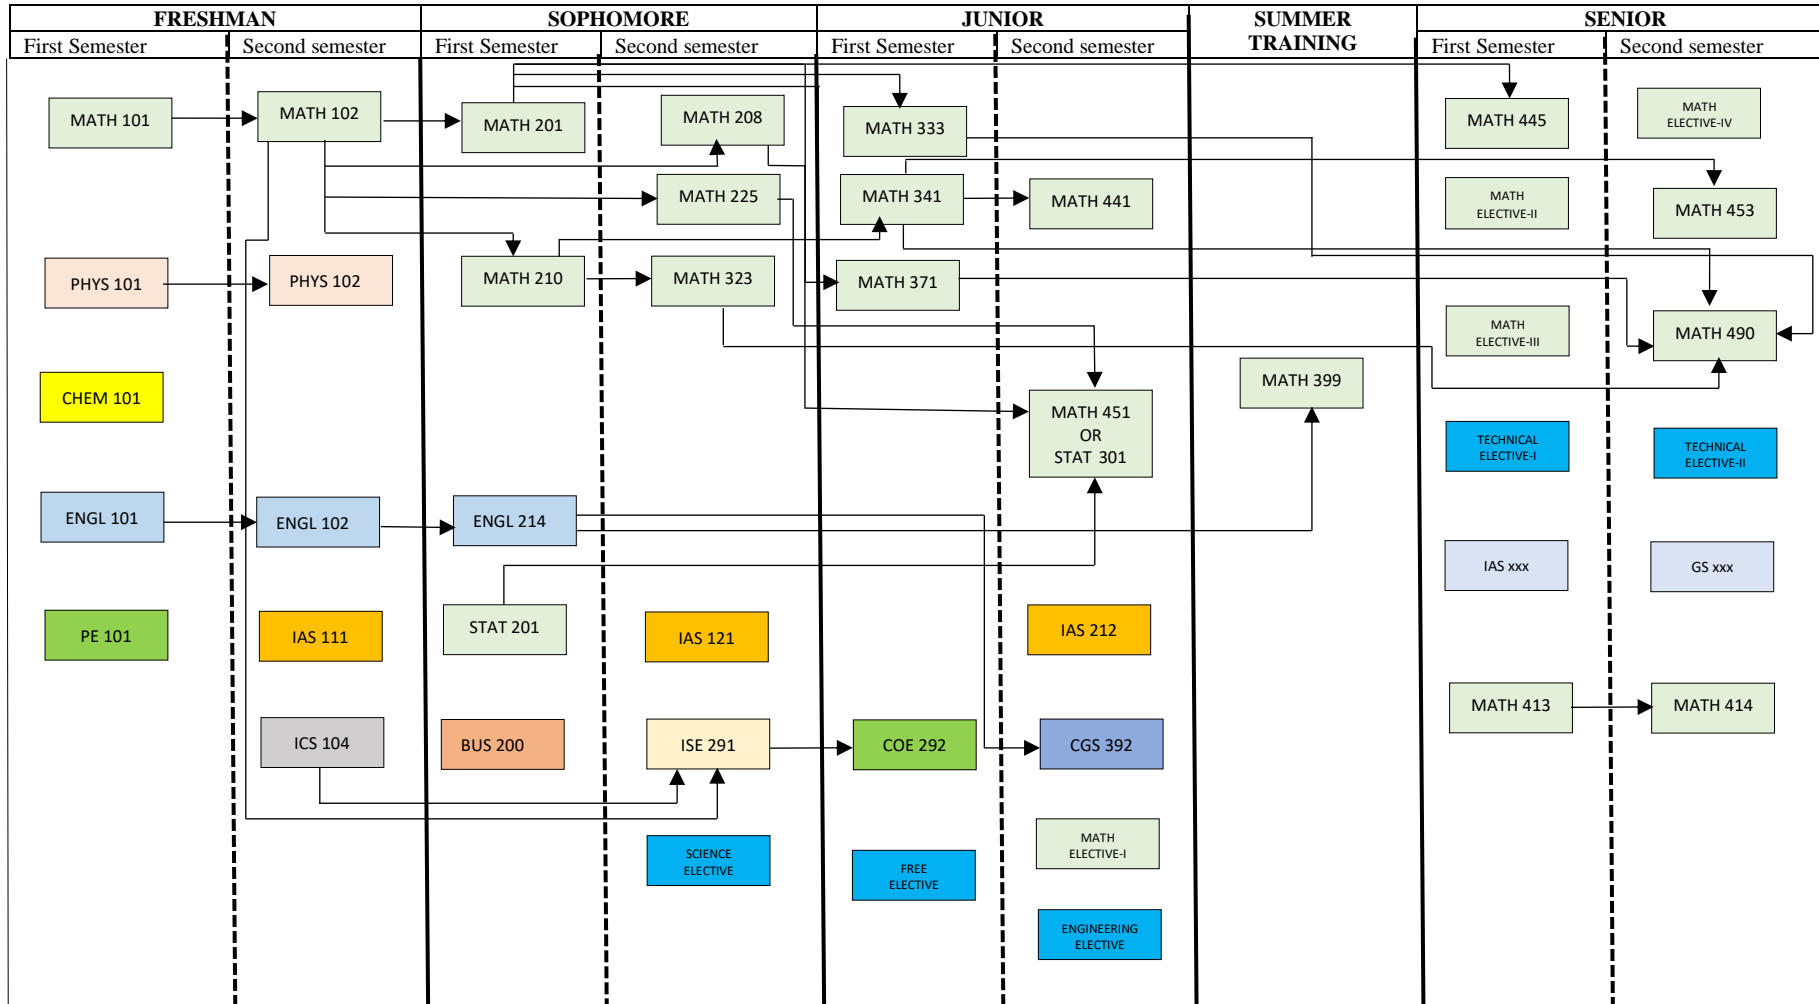 FRESHMAN
SOPHOMORE
JUNIOR
SUMMER
TRAINING
SENIOR
First Semester
Second semester
First Semester
Second semester
First Semester
Second semester
First Semester
Second semester
MATH 101
MATH 102
MATH 201
MATH 208
MATH 333
MATH 445
MATH
ELECTIVE-IV
MATH 225
MATH 341
MATH 441
MATH
ELECTIVE-II
MATH 453
PHYS 101
PHYS 102
MATH 210
MATH 323
MATH 371
MATH
ELECTIVE-III
MATH 490
CHEM 101
MATH 451
OR
STAT 301
MATH 399
TECHNICAL
ELECTIVE-I
TECHNICAL
ELECTIVE-II
ENGL 101
ENGL 102
ENGL 214
IAS xxx
GS xxx
PE 101
IAS 111
STAT 201
IAS 121
IAS 212
MATH 413
MATH 414
ICS 104
BUS 200
ISE 291
COE 292
CGS 392
SCIENCE
ELECTIVE
FREE
ELECTIVE
MATH
ELECTIVE-I
ENGINEERING
ELECTIVE